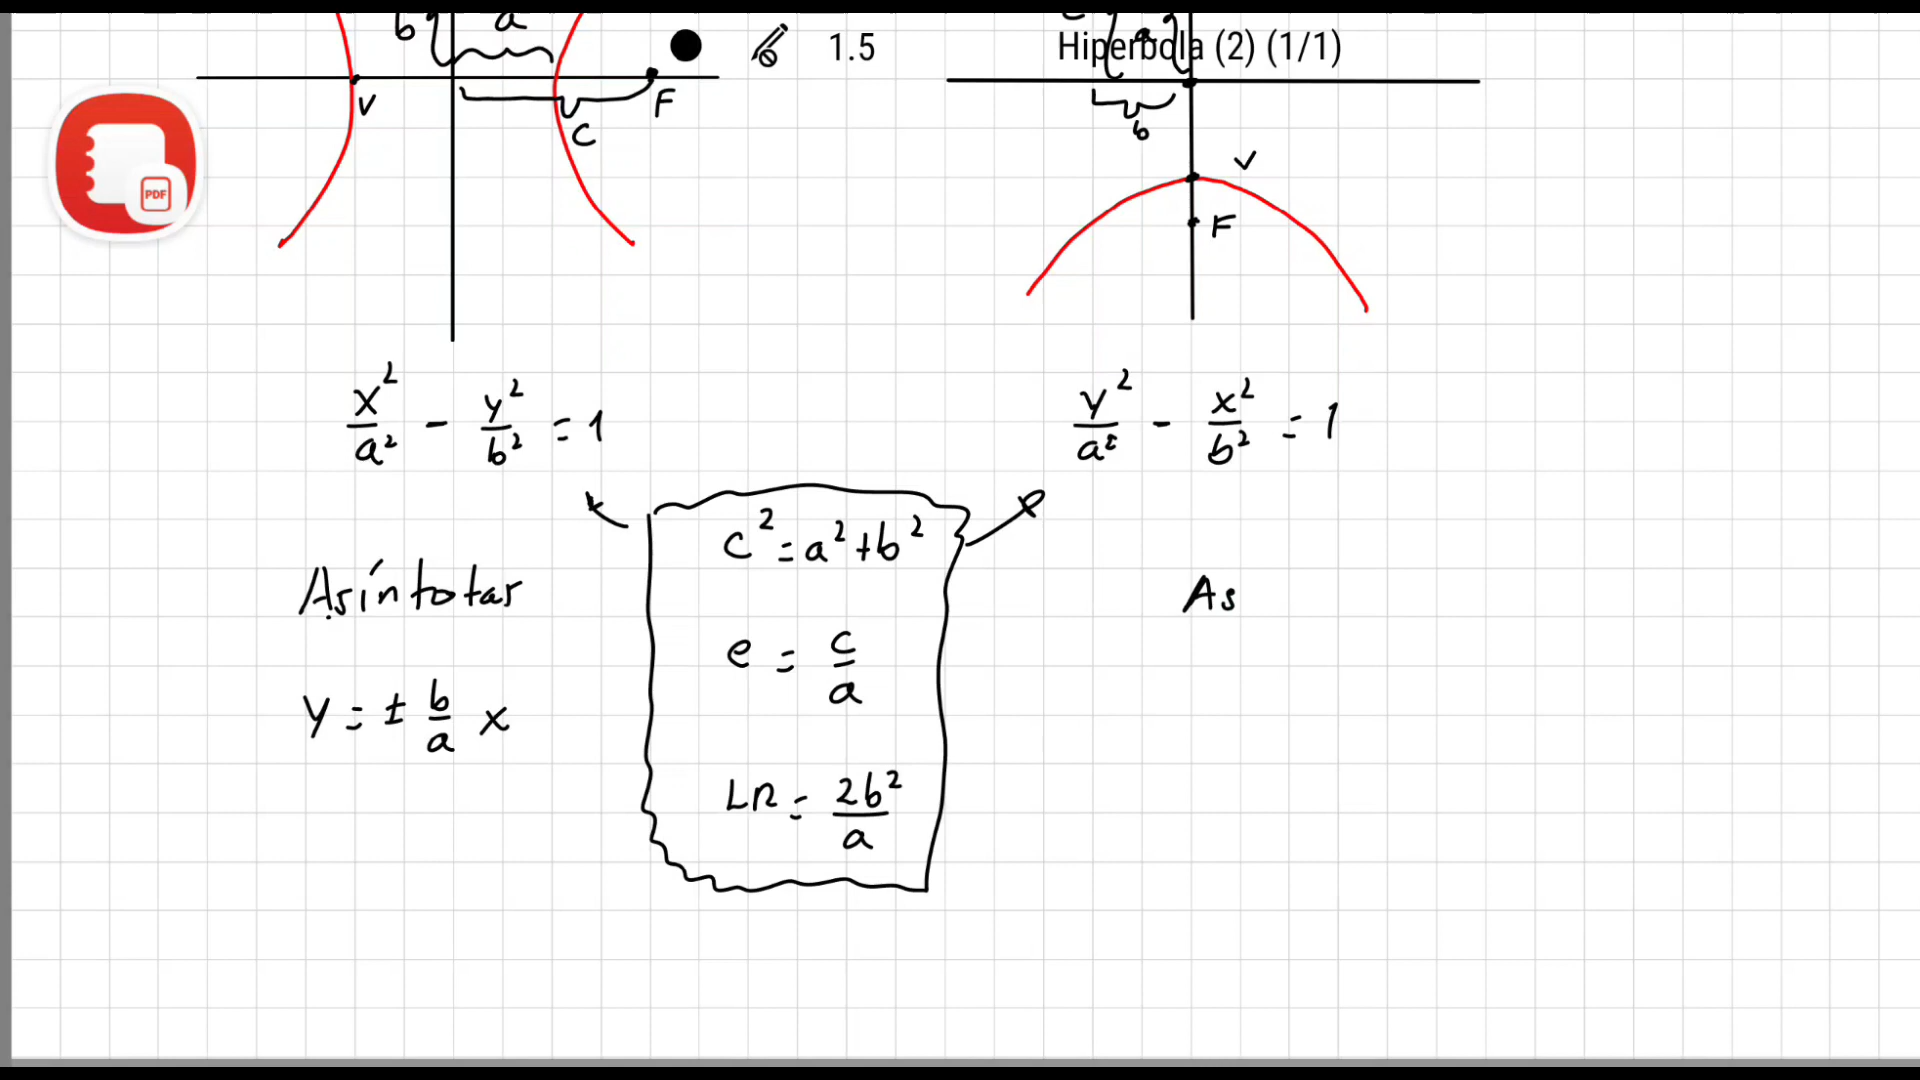 b a
1.5
Hiperbola (2) (1/1)
a
V
F
C
b
V
F
PDF
x²/a² - y²/b² = 1
y²/a² - x²/b² = 1
c² = a² + b²
Asíntotas
As
e = c/a
y = ± b/a x
LR = 2b²/a